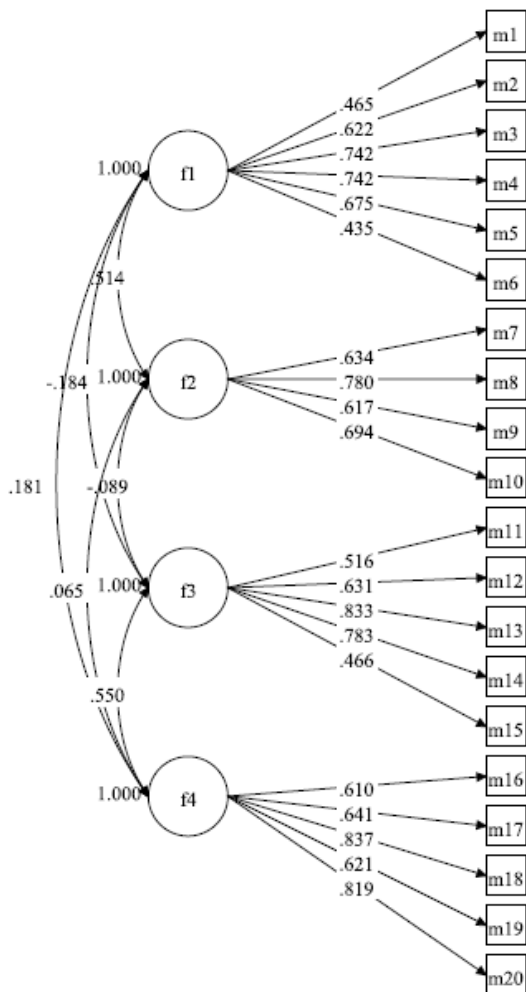 m1
m2
m3
m4
m5
m6
m7
m8
m9
m10
m11
m12
m13
m14
m15
m16
m17
m18
m19
m20
.465
.622
.742
.742
.675
.435
.634
.780
.617
.694
.516
.631
.833
.783
.466
.610
.641
.837
.621
.819
1.000
f1
1.000
f2
1.000
f3
1.000
f4
.514
-.184
.181
-.089
.065
.550